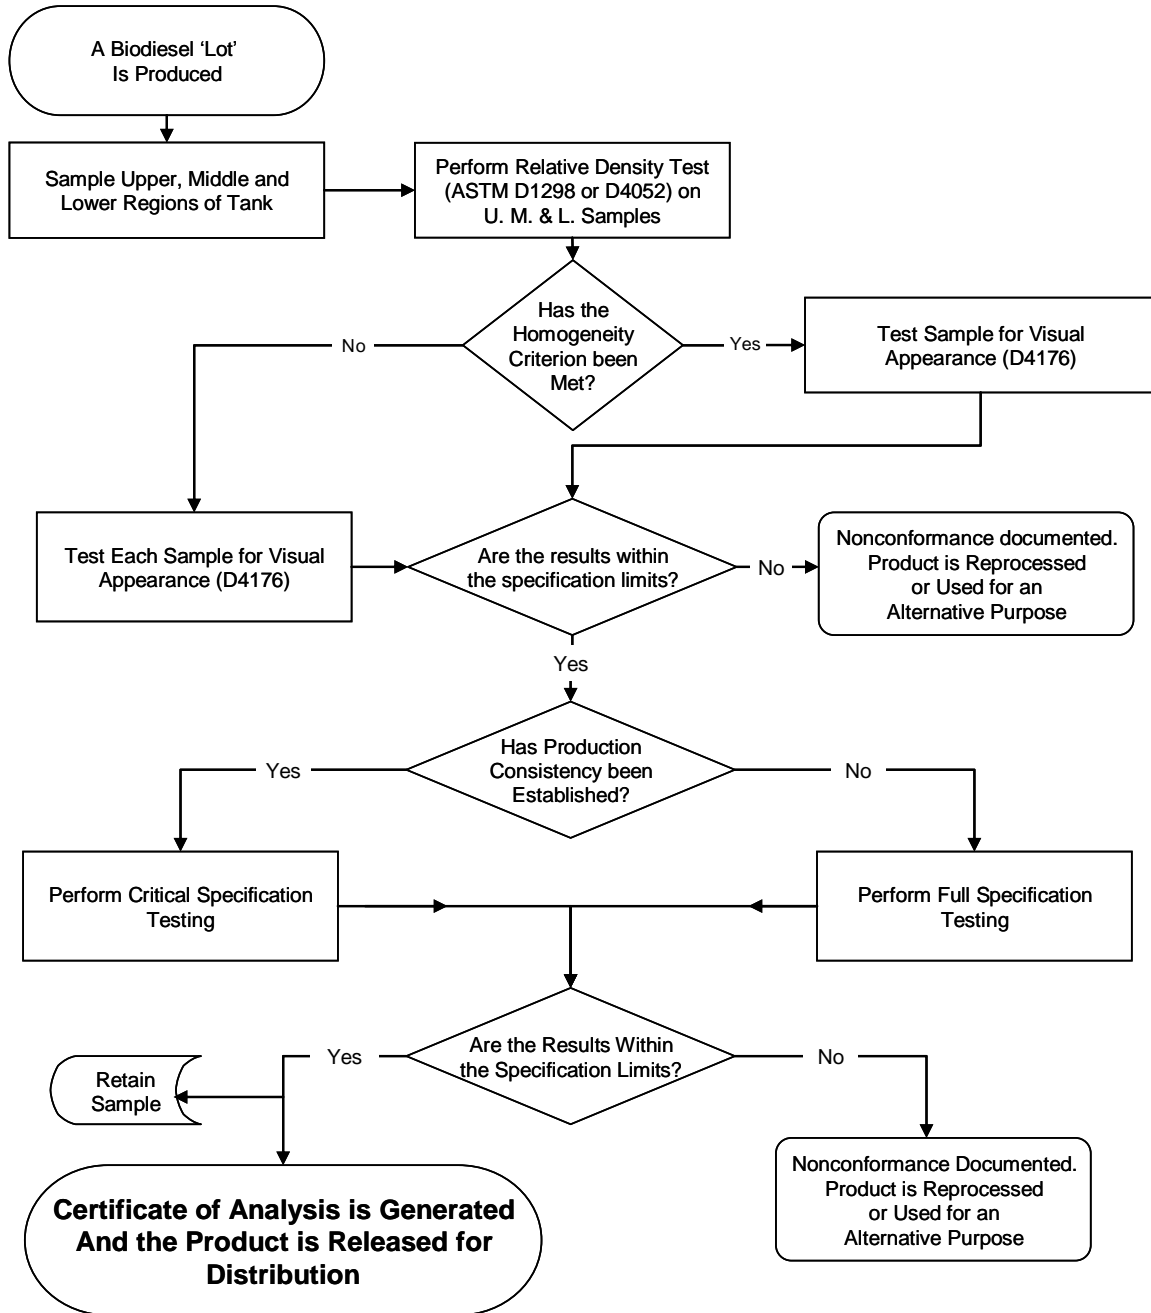 A Biodiesel ‘Lot’
Is Produced
Sample Upper, Middle and
Lower Regions of Tank
Perform Relative Density Test
(ASTM D1298 or D4052) on
U. M. & L. Samples
Has the
Homogeneity
Criterion been
Met?
No
Yes
Test Sample for Visual
Appearance (D4176)
Test Each Sample for Visual
Appearance (D4176)
Are the results within
the specification limits?
No
Nonconformance documented.
Product is Reprocessed
or Used for an
Alternative Purpose
Yes
Has Production
Consistency been
Established?
Yes
No
Perform Critical Specification
Testing
Perform Full Specification
Testing
Are the Results Within
the Specification Limits?
Yes
No
Retain
Sample
Nonconformance Documented.
Product is Reprocessed
or Used for an
Alternative Purpose
Certificate of Analysis is Generated
And the Product is Released for
Distribution